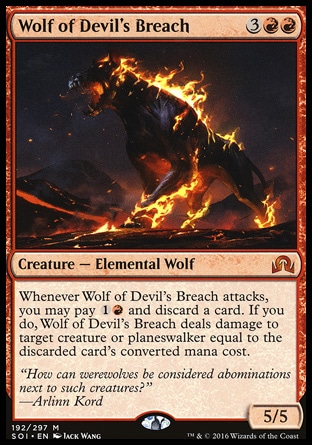 Wolf of Devil's Breach 3
Creature — Elemental Wolf
Whenever Wolf of Devil's Breach attacks,
you may pay 1 and discard a card. If you
do, Wolf of Devil's Breach deals damage to
target creature or planeswalker equal to the
discarded card's converted mana cost.
"How can werewolves be considered abominations
next to such creatures?"
—Arlinn Kord
5/5
192/297 M
SOI • EN Jack Wang
™ & © 2016 Wizards of the Coast